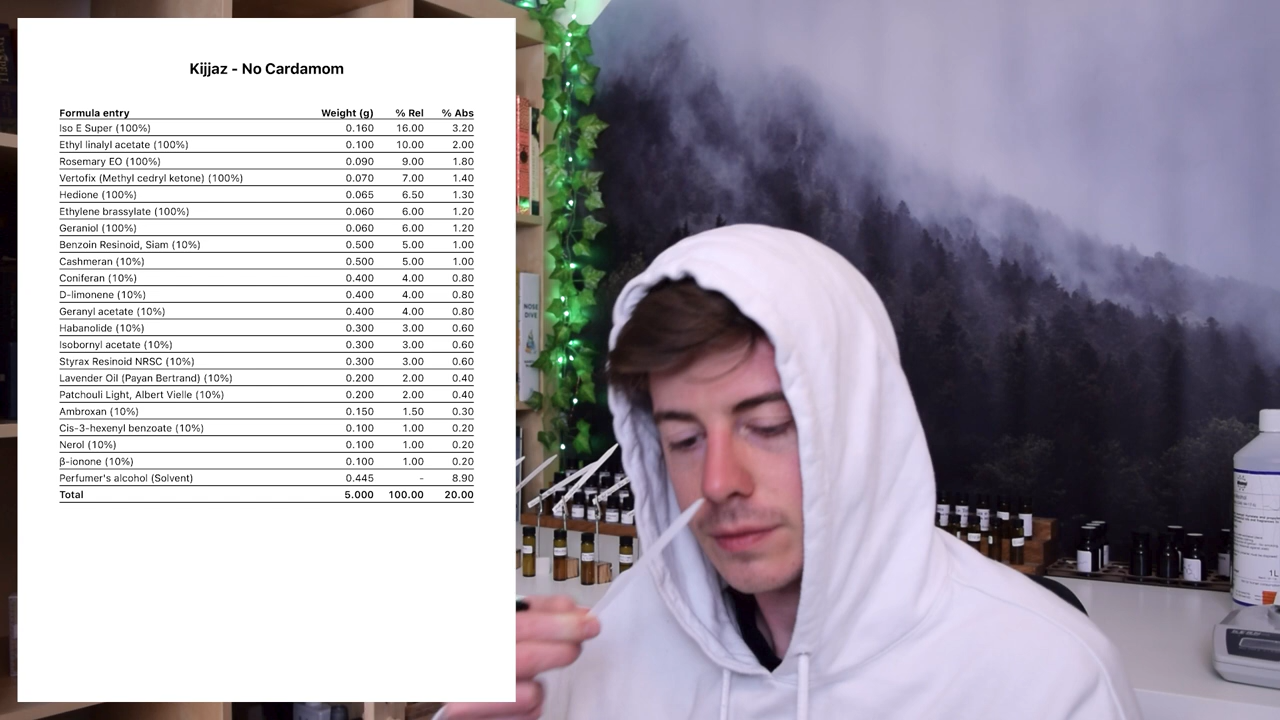 Kijjaz - No Cardamom
Formula entry Weight (g) % Rel % Abs
Iso E Super (100%) 0.160 16.00 3.20
Ethyl linalyl acetate (100%) 0.100 10.00 2.00
Rosemary EO (100%) 0.090 9.00 1.80
Vertofix (Methyl cedryl ketone) (100%) 0.070 7.00 1.40
Hedione (100%) 0.065 6.50 1.30
Ethylene brassylate (100%) 0.060 6.00 1.20
Geraniol (100%) 0.060 6.00 1.20
Benzoin Resinoid, Siam (10%) 0.500 5.00 1.00
Cashmeran (10%) 0.500 5.00 1.00
Coniferan (10%) 0.400 4.00 0.80
D-limonene (10%) 0.400 4.00 0.80
Geranyl acetate (10%) 0.400 4.00 0.80
Habanolide (10%) 0.300 3.00 0.60
Isobornyl acetate (10%) 0.300 3.00 0.60
Styrax Resinoid NRSC (10%) 0.300 3.00 0.60
Lavender Oil (Payan Bertrand) (10%) 0.200 2.00 0.40
Patchouli Light, Albert Vielle (10%) 0.200 2.00 0.40
Ambroxan (10%) 0.150 1.50 0.30
Cis-3-hexenyl benzoate (10%) 0.100 1.00 0.20
Nerol (10%) 0.100 1.00 0.20
β-ionone (10%) 0.100 1.00 0.20
Perfumer's alcohol (Solvent) 0.445 - 8.90
Total 5.000 100.00 20.00
NOSE
DIVE
1L